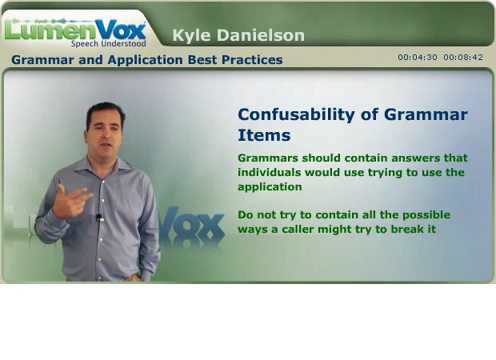 LumenVox
Speech Understood
Kyle Danielson
Grammar and Application Best Practices
00:04:30 00:08:42
Confusability of Grammar
Items
Grammars should contain answers that
individuals would use trying to use the
application
Do not try to contain all the possible
ways a caller might try to break it
Vox